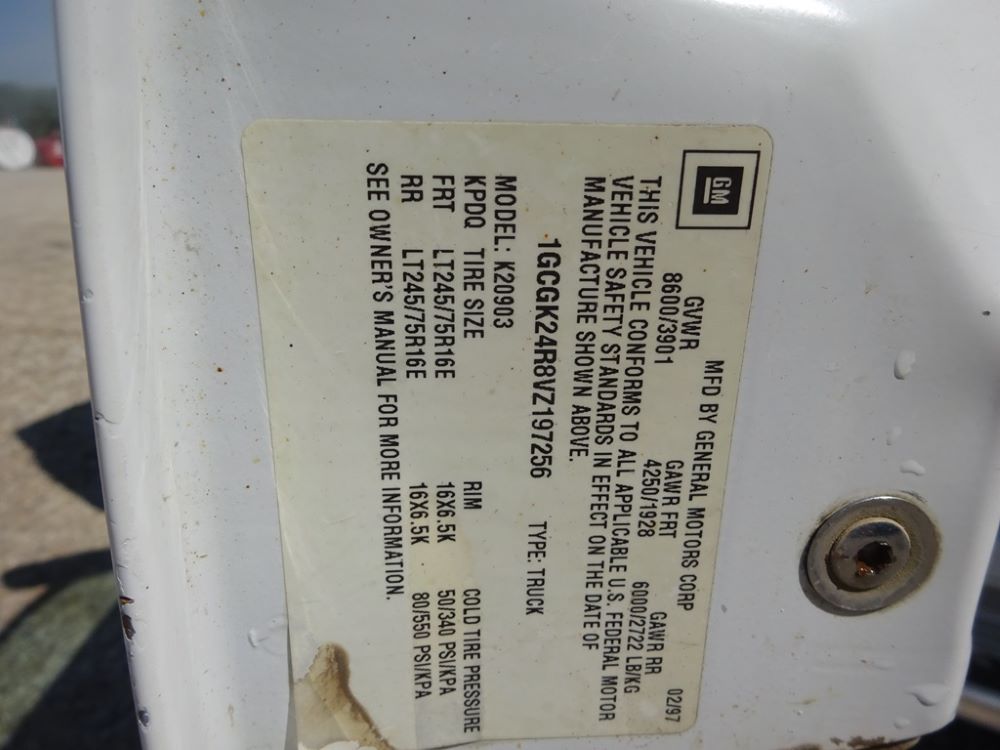 GM
MFD BY GENERAL MOTORS CORP 02/97
GVWR GAWR FRT GAWR RR
8600/3901 4250/1928 6000/2722 LB/KG
THIS VEHICLE CONFORMS TO ALL APPLICABLE U.S. FEDERAL MOTOR
VEHICLE SAFETY STANDARDS IN EFFECT ON THE DATE OF
MANUFACTURE SHOWN ABOVE.
1GCGK24R8VZ197256 TYPE: TRUCK
MODEL: K20903
KPDQ TIRE SIZE RIM COLD TIRE PRESSURE
FRT LT245/75R16E 16X6.5K 50/340 PSI/KPA
RR LT245/75R16E 16X6.5K 80/550 PSI/KPA
SEE OWNER'S MANUAL FOR MORE INFORMATION.